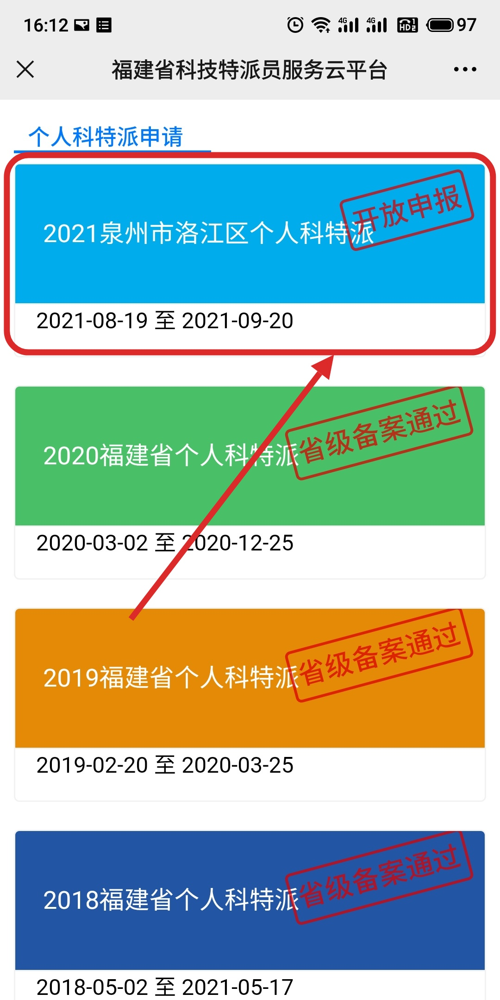 16:12
4G 4G HD 1 2 97
福建省科技特派员服务云平台
个人科特派申请
开放申报
2021泉州市洛江区个人科特派
2021-08-19 至 2021-09-20
省级备案通过
2020福建省个人科特派
2020-03-02 至 2020-12-25
省级备案通过
2019福建省个人科特派
2019-02-20 至 2020-03-25
省级备案通过
2018福建省个人科特派
2018-05-02 至 2021-05-17